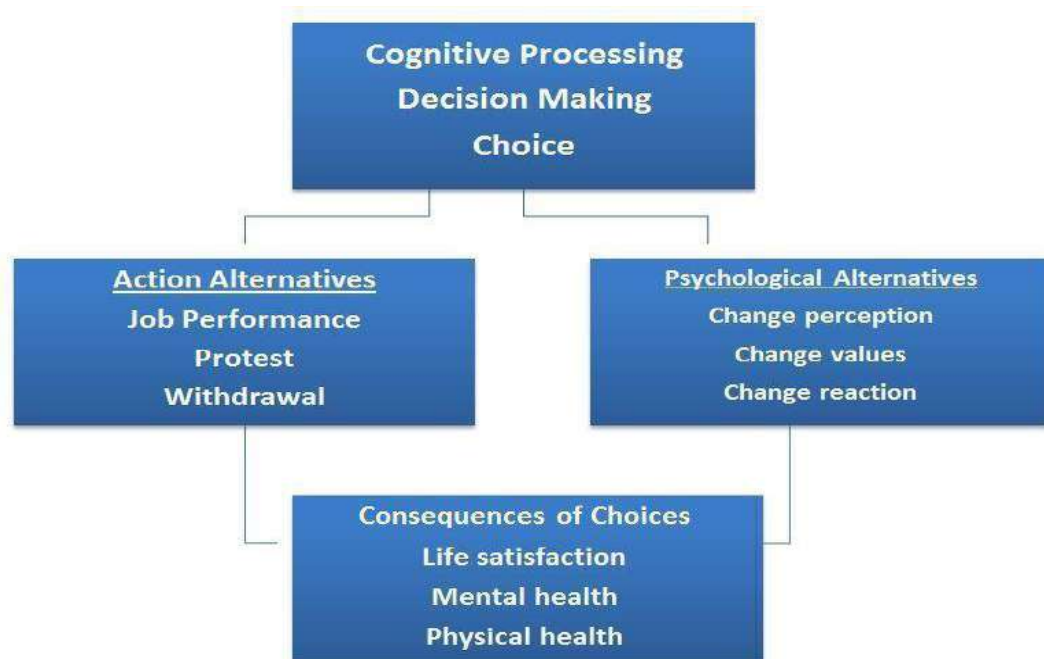 Cognitive Processing
Decision Making
Choice
Action Alternatives
Job Performance
Protest
Withdrawal
Psychological Alternatives
Change perception
Change values
Change reaction
Consequences of Choices
Life satisfaction
Mental health
Physical health